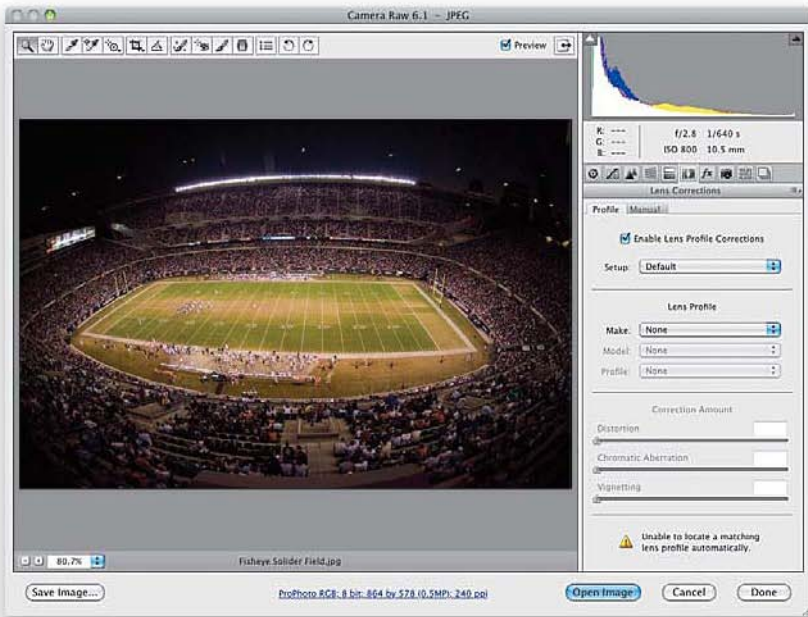 Camera Raw 6.1 – JPEG
Preview
R: ---
G: ---
B: ---
f/2.8 1/640 s
ISO 800 10.5 mm
fx
Lens Corrections
Profile Manual
Enable Lens Profile Corrections
Setup: Default
Lens Profile
Make: None
Model: None
Profile: None
Correction Amount
Distortion
Chromatic Aberration
Vignetting
Unable to locate a matching
lens profile automatically.
80.7%
Fisheye Solider Field.jpg
Save Image...
ProPhoto RGB; 8 bit; 864 by 578 (0.5MP); 240 ppi
Open Image
Cancel
Done